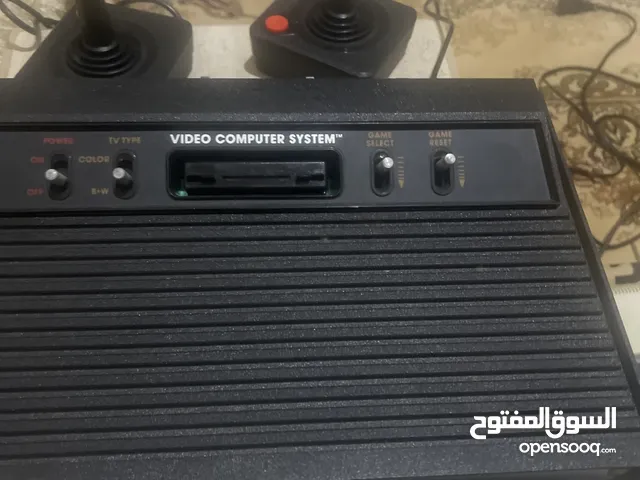 POWER
ON
OFF
TV TYPE
COLOR
B•W
VIDEO COMPUTER SYSTEM™
GAME
SELECT
GAME
RESET
السوق المفتوح
opensooq.com